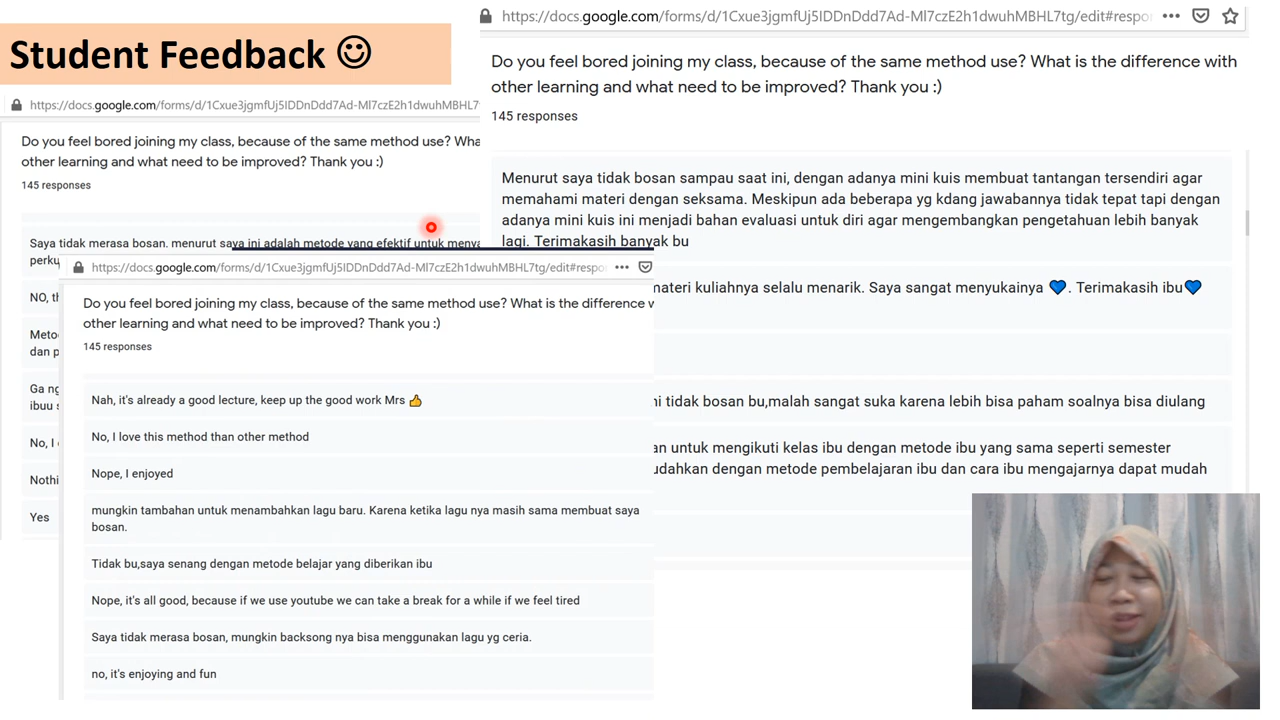 Student Feedback
https://docs.google.com/forms/d/1Cxue3jgmfUj5IDDnDdd7Ad-Ml7czE2h1dwuhMBHL7
Do you feel bored joining my class, because of the same method use? Wha
other learning and what need to be improved? Thank you :)
145 responses
Saya tidak merasa bosan. menurut saya ini adalah metode yang efektif untuk menya
perku
NO, th
Metod
dan p
Ga ng
ibuu s
No, I
Nothi
Yes
https://docs.google.com/forms/d/1Cxue3jgmfUj5IDDnDdd7Ad-Ml7czE2h1dwuhMBHL7tg/edit#respo
Do you feel bored joining my class, because of the same method use? What is the difference w
other learning and what need to be improved? Thank you :)
145 responses
Nah, it's already a good lecture, keep up the good work Mrs 👍
No, I love this method than other method
Nope, I enjoyed
mungkin tambahan untuk menambahkan lagu baru. Karena ketika lagu nya masih sama membuat saya
bosan.
Tidak bu,saya senang dengan metode belajar yang diberikan ibu
Nope, it's all good, because if we use youtube we can take a break for a while if we feel tired
Saya tidak merasa bosan, mungkin backsong nya bisa menggunakan lagu yg ceria.
no, it's enjoying and fun
https://docs.google.com/forms/d/1Cxue3jgmfUj5IDDnDdd7Ad-Ml7czE2h1dwuhMBHL7tg/edit#respo
Do you feel bored joining my class, because of the same method use? What is the difference with
other learning and what need to be improved? Thank you :)
145 responses
Menurut saya tidak bosan sampau saat ini, dengan adanya mini kuis membuat tantangan tersendiri agar
memahami materi dengan seksama. Meskipun ada beberapa yg kdang jawabannya tidak tepat tapi dengan
adanya mini kuis ini menjadi bahan evaluasi untuk diri agar mengembangkan pengetahuan lebih banyak
lagi. Terimakasih banyak bu
materi kuliahnya selalu menarik. Saya sangat menyukainya 💙. Terimakasih ibu💙
ni tidak bosan bu,malah sangat suka karena lebih bisa paham soalnya bisa diulang
an untuk mengikuti kelas ibu dengan metode ibu yang sama seperti semester
udahkan dengan metode pembelajaran ibu dan cara ibu mengajarnya dapat mudah